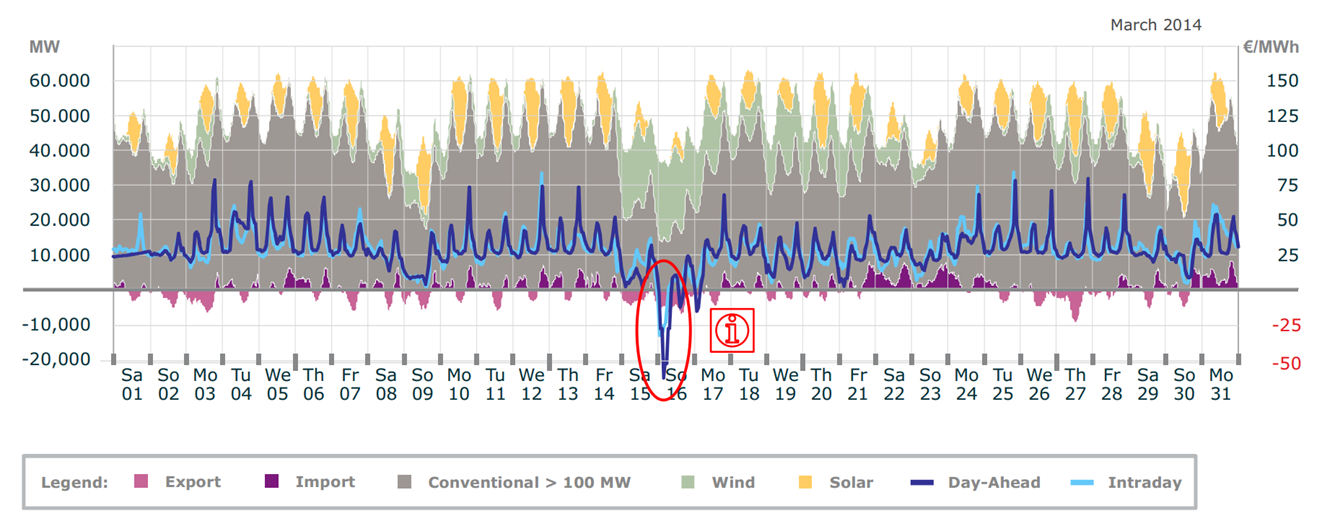 March 2014
MW €/MWh
60.000 150
50.000 125
40.000 100
30.000 75
20.000 50
10.000 25
-10,000 -25
-20,000 -50
Sa So Mo Tu We Th Fr Sa So Mo Tu We Th Fr Sa So Mo Tu We Th Fr Sa So Mo Tu We Th Fr Sa So Mo
01 02 03 04 05 06 07 08 09 10 11 12 13 14 15 16 17 18 19 20 21 22 23 24 25 26 27 28 29 30 31
i
Legend: Export Import Conventional > 100 MW Wind Solar Day-Ahead Intraday